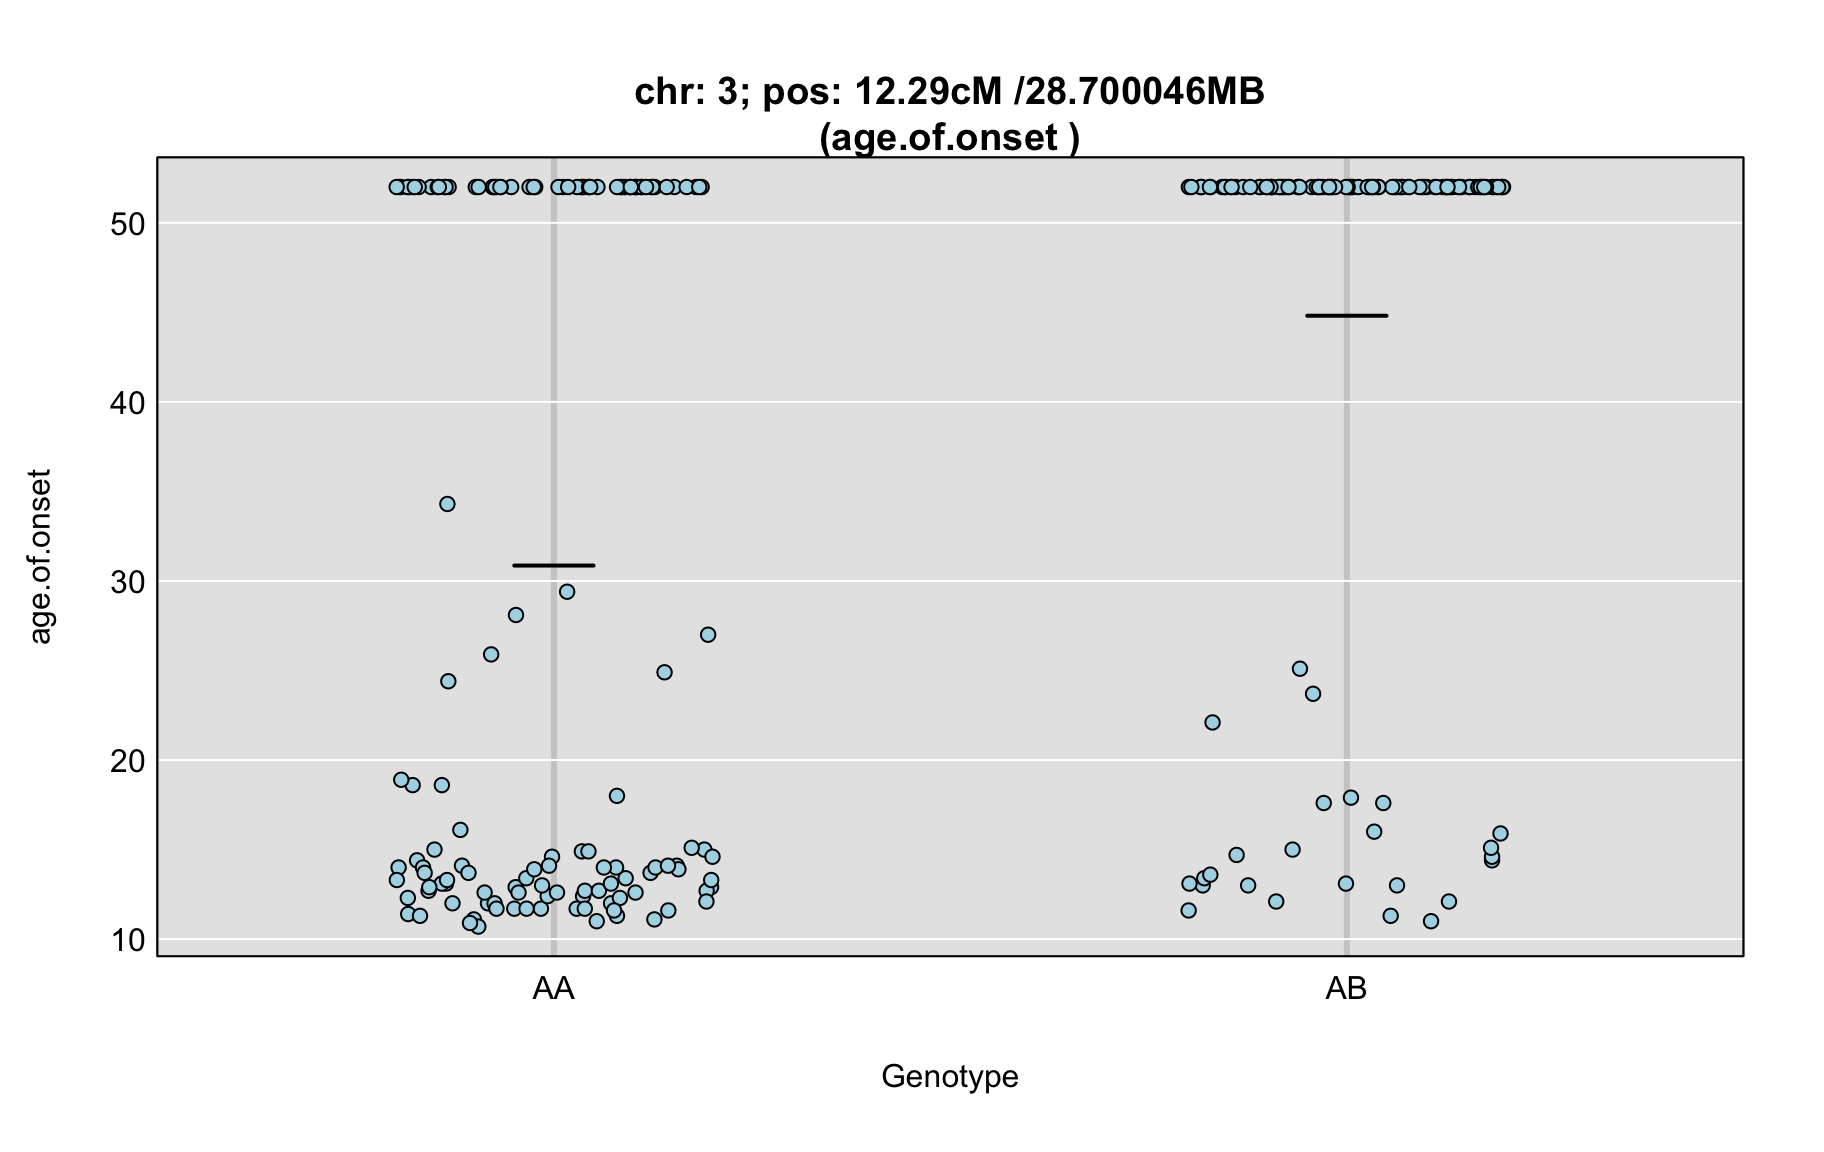 chr: 3; pos: 12.29cM /28.700046MB
(age.of.onset )
50
40
30
20
10
age.of.onset
AA
AB
Genotype